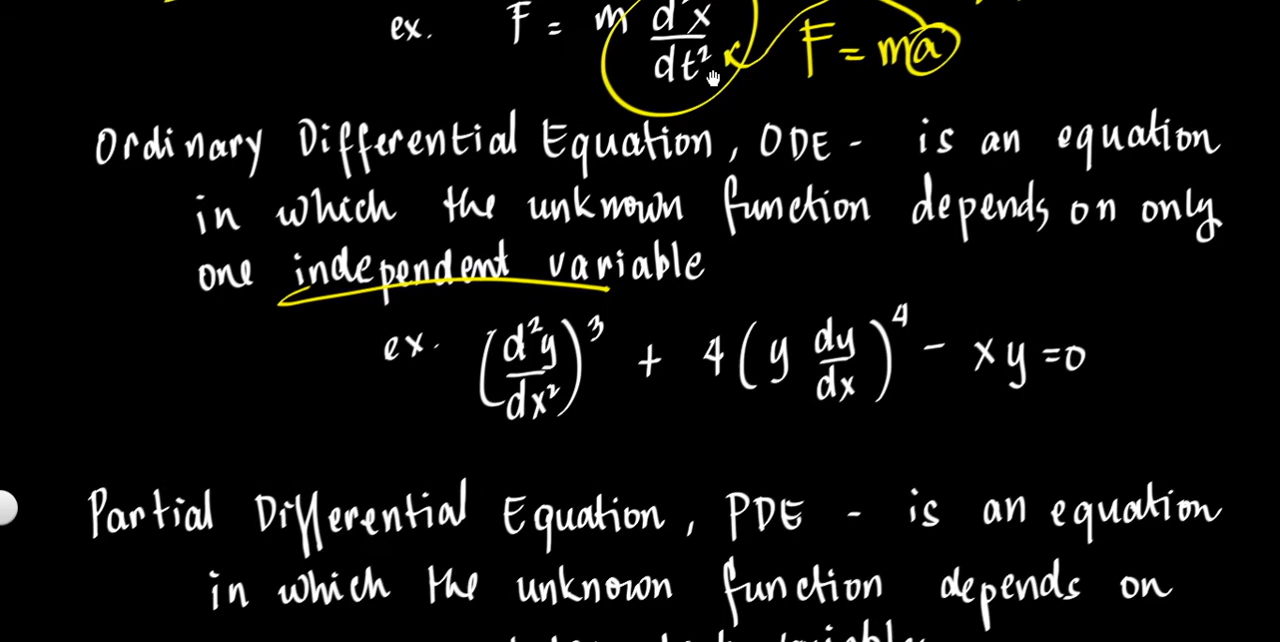 ex. F = m d²x/dt² F = ma
Ordinary Differential Equation, ODE - is an equation
in which the unknown function depends on only
one independent variable
ex. (d²y/dx²)³ + 4(y dy/dx)⁴ - xy = 0
Partial Differential Equation, PDE - is an equation
in which the unknown function depends on
variable